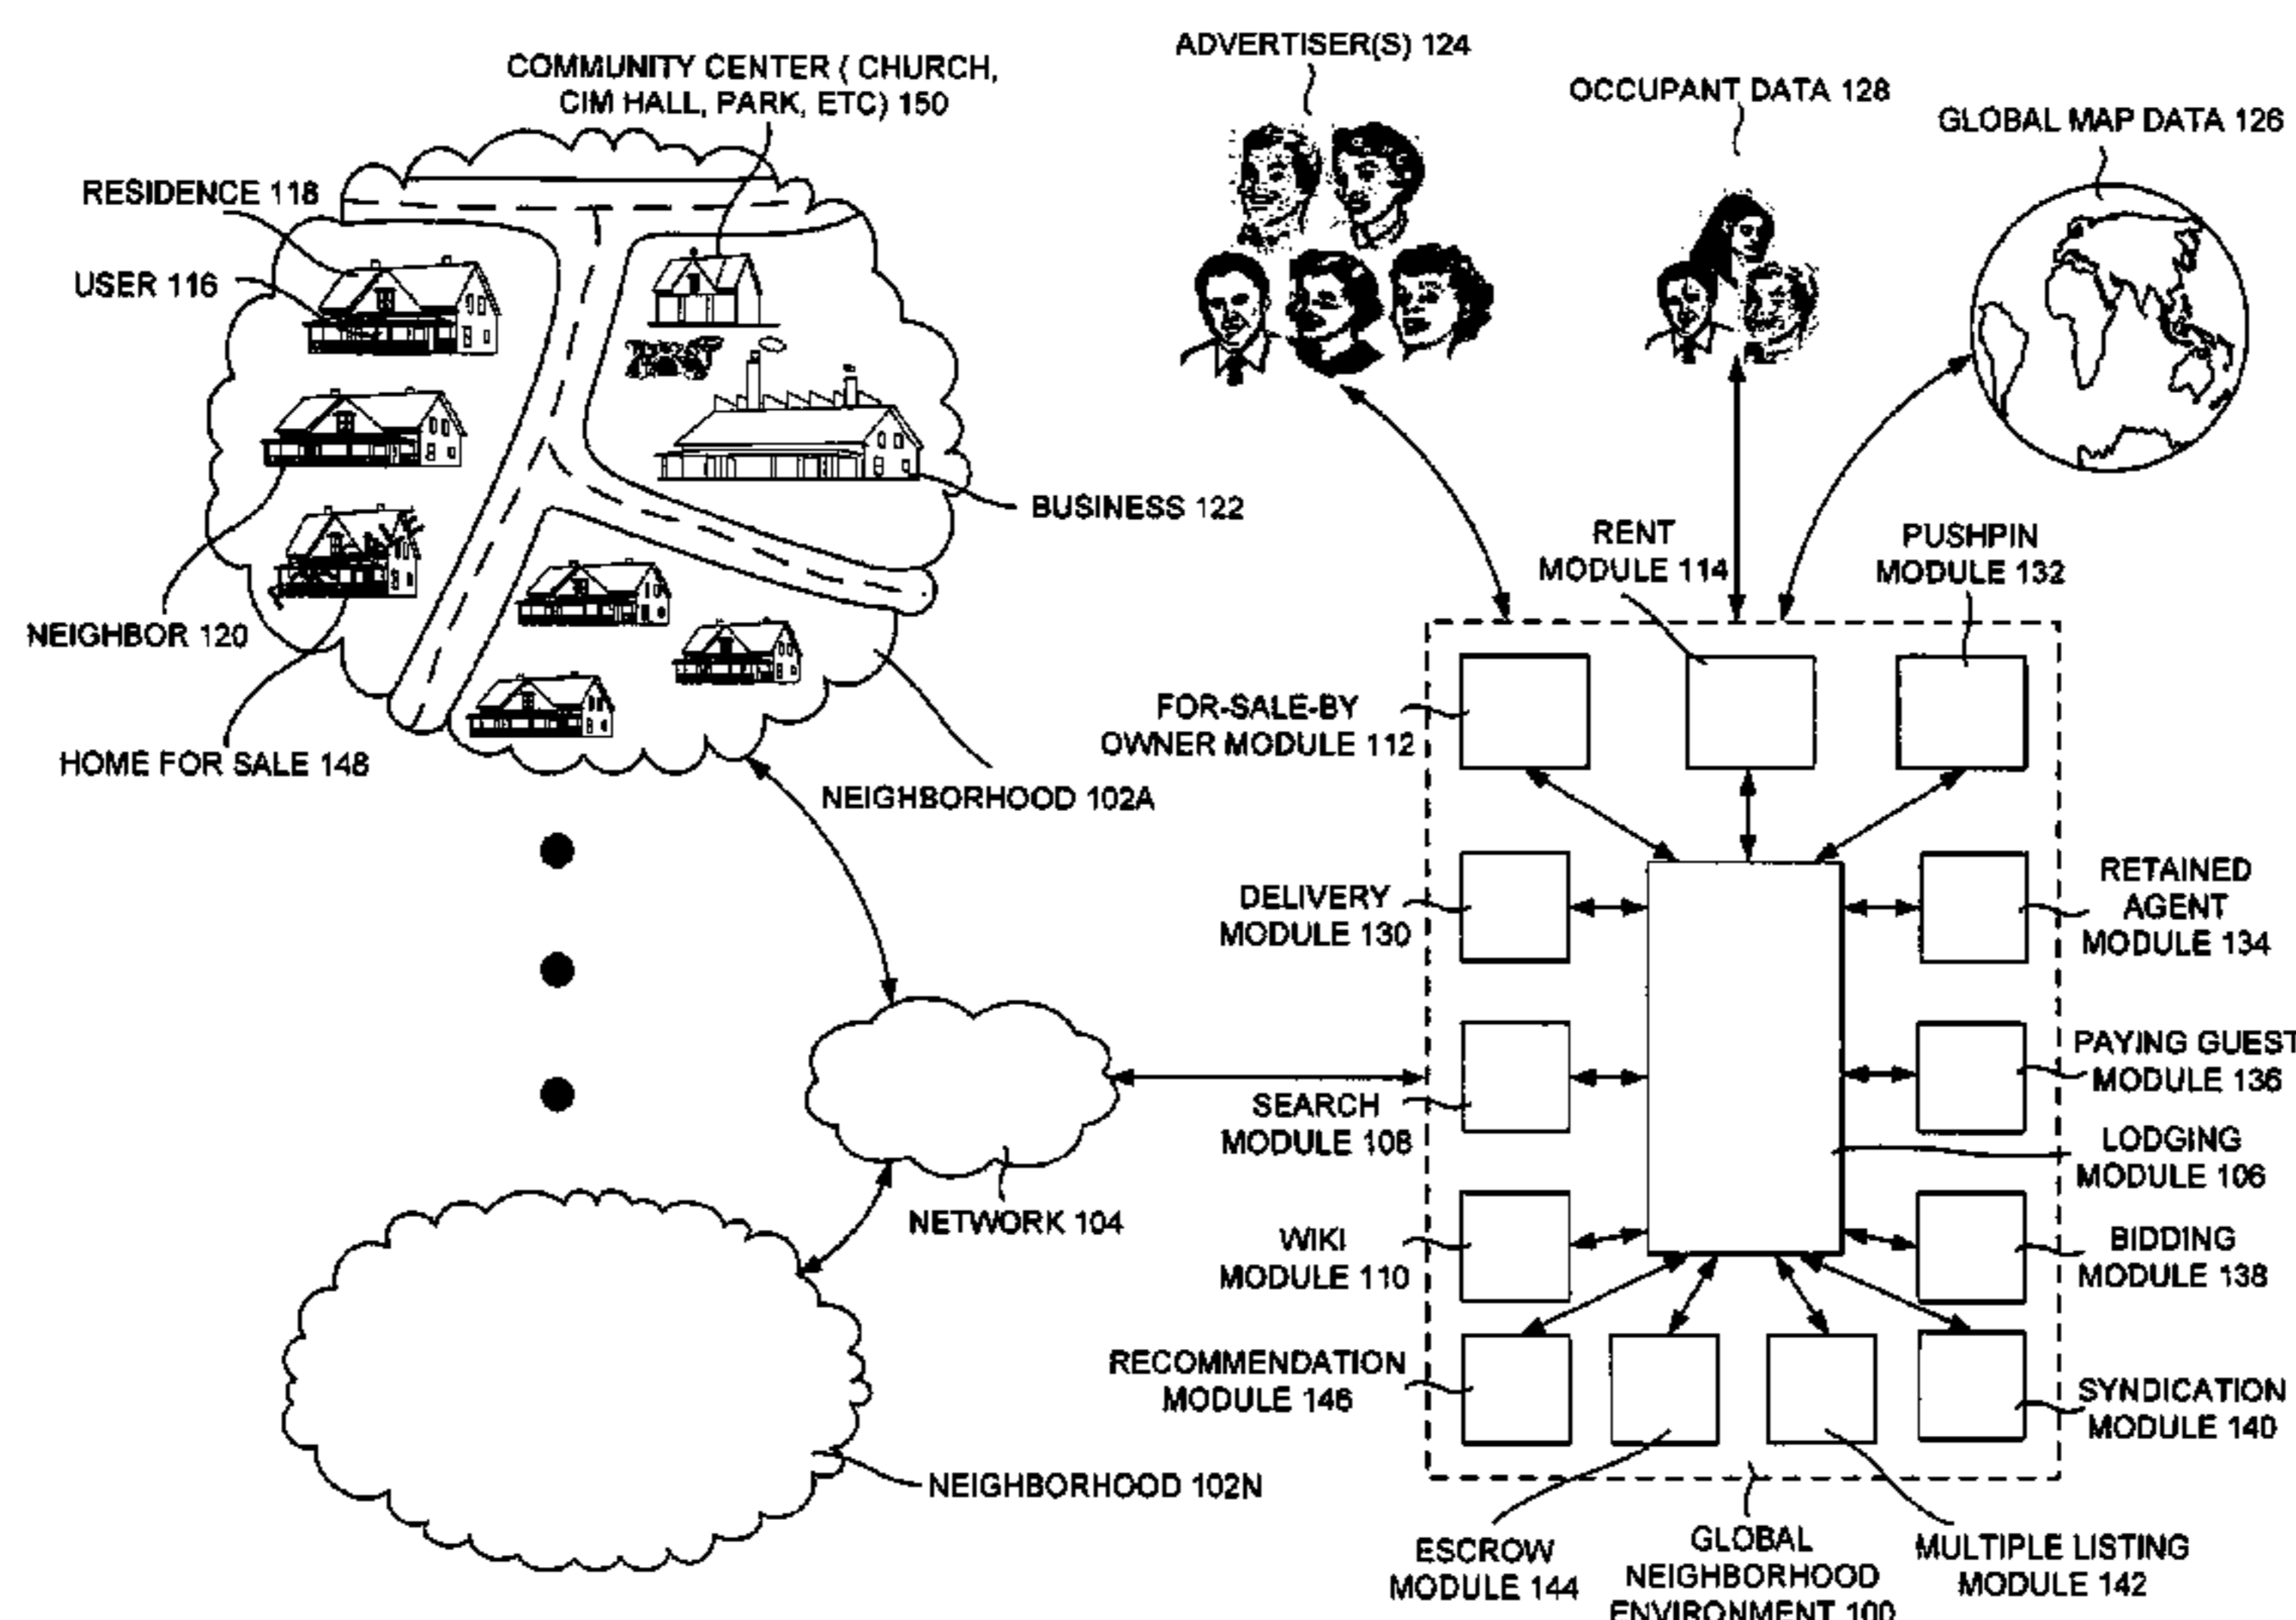 COMMUNITY CENTER ( CHURCH,
CIM HALL, PARK, ETC) 150
RESIDENCE 118
USER 116
NEIGHBOR 120
HOME FOR SALE 148
BUSINESS 122
NEIGHBORHOOD 102A
NETWORK 104
NEIGHBORHOOD 102N
ADVERTISER(S) 124
OCCUPANT DATA 128
GLOBAL MAP DATA 126
RENT
MODULE 114
PUSHPIN
MODULE 132
FOR-SALE-BY
OWNER MODULE 112
DELIVERY
MODULE 130
RETAINED
AGENT
MODULE 134
SEARCH
MODULE 108
PAYING GUEST
MODULE 136
LODGING
MODULE 106
WIKI
MODULE 110
BIDDING
MODULE 138
RECOMMENDATION
MODULE 146
SYNDICATION
MODULE 140
ESCROW
MODULE 144
GLOBAL
NEIGHBORHOOD
ENVIRONMENT 100
MULTIPLE LISTING
MODULE 142